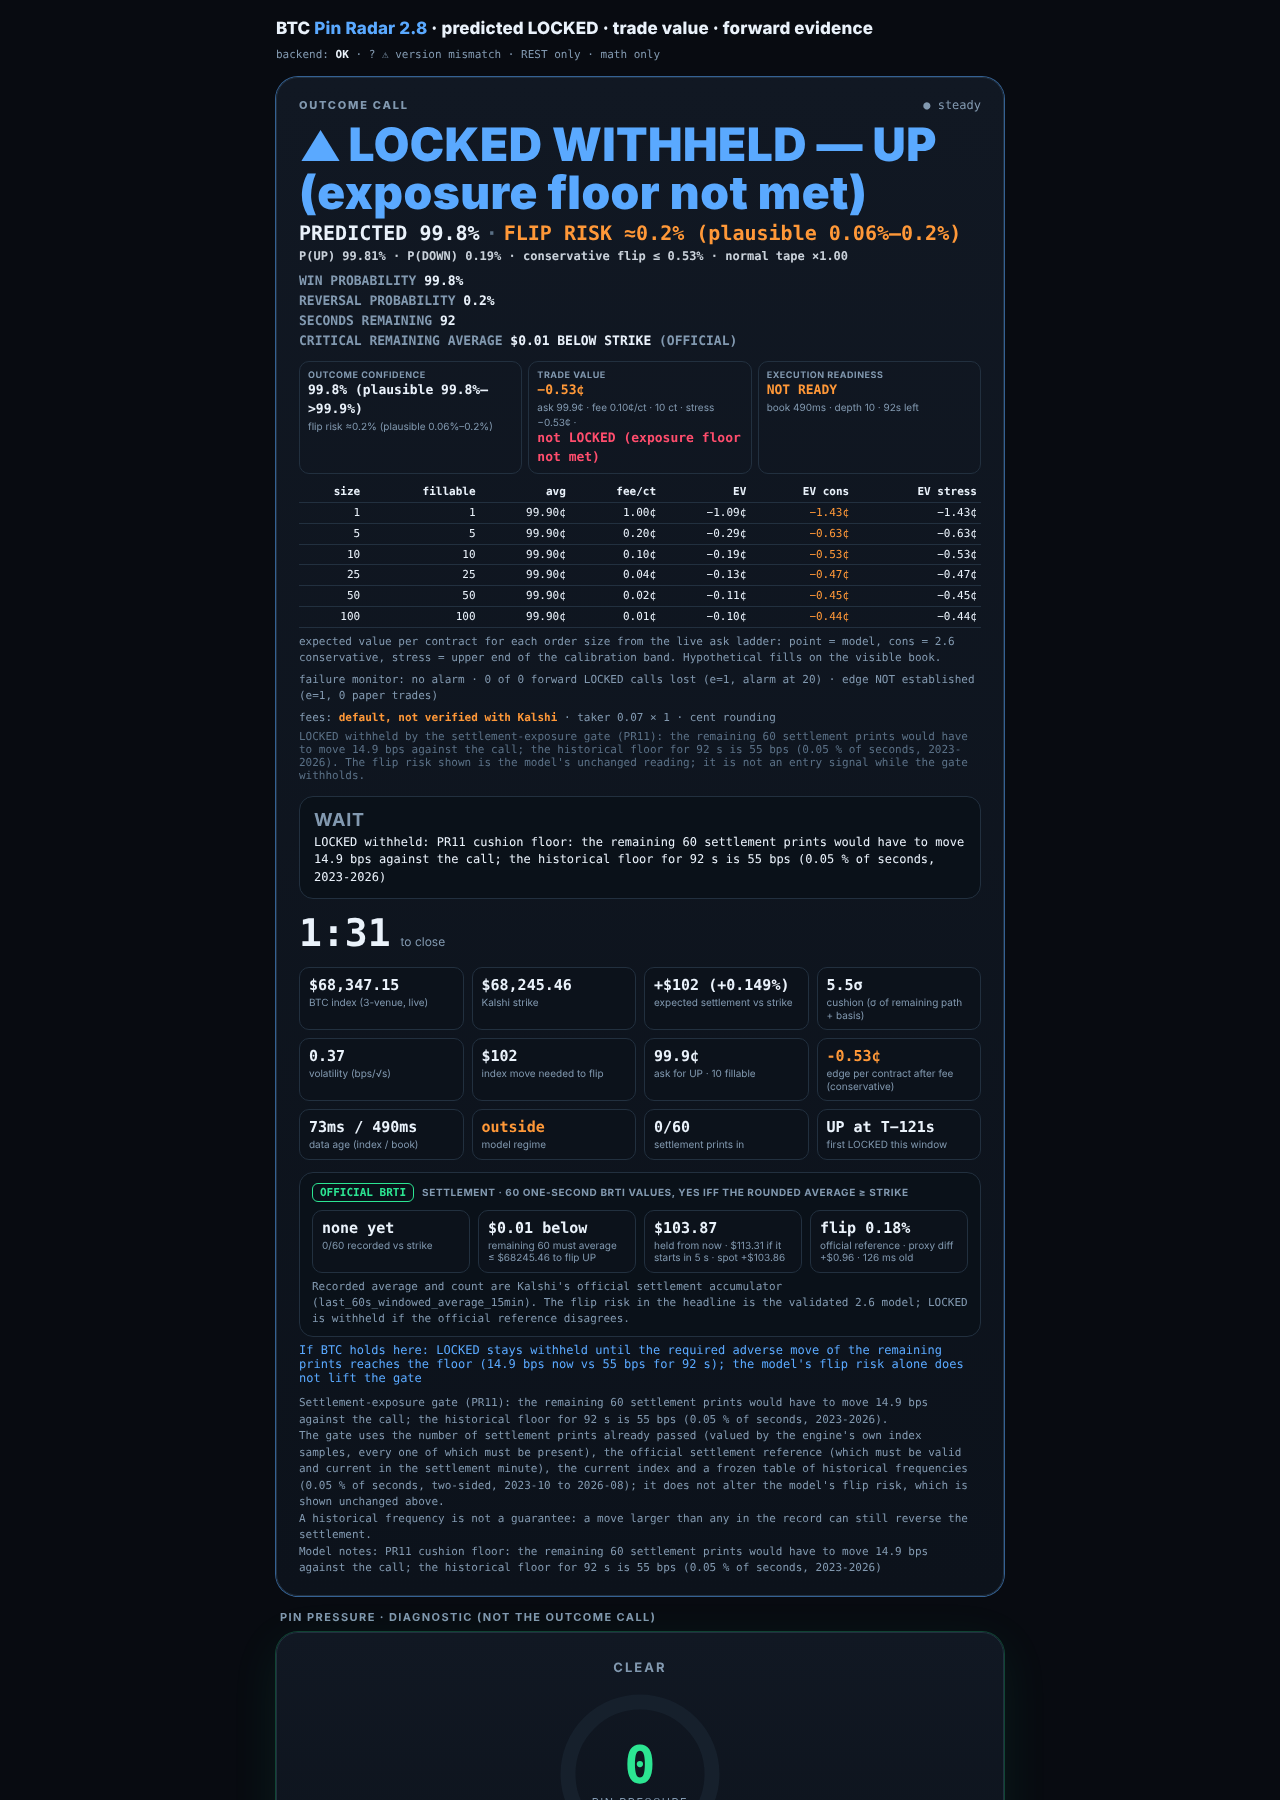 BTC Pin Radar 2.8 · predicted LOCKED · trade value · forward evidence
backend: OK · ? ⚠ version mismatch · REST only · math only
OUTCOME CALL
● steady
▲ LOCKED WITHHELD — UP
(exposure floor not met)
PREDICTED 99.8% · FLIP RISK ≈0.2% (plausible 0.06%–0.2%)
P(UP) 99.81% · P(DOWN) 0.19% · conservative flip ≤ 0.53% · normal tape ×1.00
WIN PROBABILITY 99.8%
REVERSAL PROBABILITY 0.2%
SECONDS REMAINING 92
CRITICAL REMAINING AVERAGE $0.01 BELOW STRIKE (OFFICIAL)
OUTCOME CONFIDENCE
99.8% (plausible 99.8%–
>99.9%)
flip risk ≈0.2% (plausible 0.06%–0.2%)
TRADE VALUE
−0.53¢
ask 99.9¢ · fee 0.10¢/ct · 10 ct · stress
−0.53¢ ·
not LOCKED (exposure floor
not met)
EXECUTION READINESS
NOT READY
book 490ms · depth 10 · 92s left
size fillable avg fee/ct EV EV cons EV stress
1 1 99.90¢ 1.00¢ −1.09¢ −1.43¢ −1.43¢
5 5 99.90¢ 0.20¢ −0.29¢ −0.63¢ −0.63¢
10 10 99.90¢ 0.10¢ −0.19¢ −0.53¢ −0.53¢
25 25 99.90¢ 0.04¢ −0.13¢ −0.47¢ −0.47¢
50 50 99.90¢ 0.02¢ −0.11¢ −0.45¢ −0.45¢
100 100 99.90¢ 0.01¢ −0.10¢ −0.44¢ −0.44¢
expected value per contract for each order size from the live ask ladder: point = model, cons = 2.6
conservative, stress = upper end of the calibration band. Hypothetical fills on the visible book.
failure monitor: no alarm · 0 of 0 forward LOCKED calls lost (e=1, alarm at 20) · edge NOT established
(e=1, 0 paper trades)
fees: default, not verified with Kalshi · taker 0.07 × 1 · cent rounding
LOCKED withheld by the settlement-exposure gate (PR11): the remaining 60 settlement prints would have
to move 14.9 bps against the call; the historical floor for 92 s is 55 bps (0.05 % of seconds, 2023-
2026). The flip risk shown is the model's unchanged reading; it is not an entry signal while the gate
withholds.
WAIT
LOCKED withheld: PR11 cushion floor: the remaining 60 settlement prints would have to move
14.9 bps against the call; the historical floor for 92 s is 55 bps (0.05 % of seconds,
2023-2026)
1:31 to close
$68,347.15
BTC index (3-venue, live)
$68,245.46
Kalshi strike
+$102 (+0.149%)
expected settlement vs strike
5.5σ
cushion (σ of remaining path
+ basis)
0.37
volatility (bps/√s)
$102
index move needed to flip
99.9¢
ask for UP · 10 fillable
-0.53¢
edge per contract after fee
(conservative)
73ms / 490ms
data age (index / book)
outside
model regime
0/60
settlement prints in
UP at T−121s
first LOCKED this window
OFFICIAL BRTI SETTLEMENT · 60 ONE-SECOND BRTI VALUES, YES IFF THE ROUNDED AVERAGE ≥ STRIKE
none yet
0/60 recorded vs strike
$0.01 below
remaining 60 must average
≤ $68245.46 to flip UP
$103.87
held from now · $113.31 if it
starts in 5 s · spot +$103.86
flip 0.18%
official reference · proxy diff
+$0.96 · 126 ms old
Recorded average and count are Kalshi's official settlement accumulator
(last_60s_windowed_average_15min). The flip risk in the headline is the validated 2.6 model; LOCKED
is withheld if the official reference disagrees.
If BTC holds here: LOCKED stays withheld until the required adverse move of the remaining
prints reaches the floor (14.9 bps now vs 55 bps for 92 s); the model's flip risk alone does
not lift the gate
Settlement-exposure gate (PR11): the remaining 60 settlement prints would have to move 14.9 bps
against the call; the historical floor for 92 s is 55 bps (0.05 % of seconds, 2023-2026).
The gate uses the number of settlement prints already passed (valued by the engine's own index
samples, every one of which must be present), the official settlement reference (which must be valid
and current in the settlement minute), the current index and a frozen table of historical frequencies
(0.05 % of seconds, two-sided, 2023-10 to 2026-08); it does not alter the model's flip risk, which is
shown unchanged above.
A historical frequency is not a guarantee: a move larger than any in the record can still reverse the
settlement.
Model notes: PR11 cushion floor: the remaining 60 settlement prints would have to move 14.9 bps
against the call; the historical floor for 92 s is 55 bps (0.05 % of seconds, 2023-2026)
PIN PRESSURE · DIAGNOSTIC (NOT THE OUTCOME CALL)
CLEAR
0
PIN PRESSURE